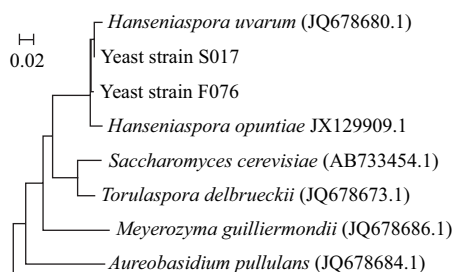 Hanseniaspora uvarum (JQ678680.1)
0.02
Yeast strain S017
Yeast strain F076
Hanseniaspora opuntiae JX129909.1
Saccharomyces cerevisiae (AB733454.1)
Torulaspora delbrueckii (JQ678673.1)
Meyerozyma guilliermondii (JQ678686.1)
Aureobasidium pullulans (JQ678684.1)